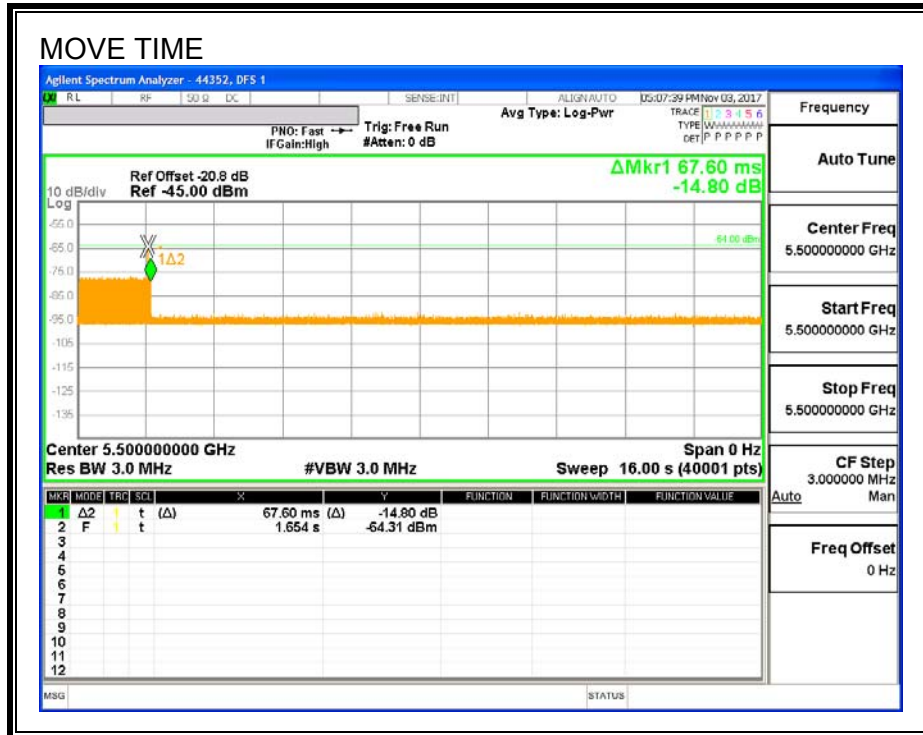 MOVE TIME
Agilent Spectrum Analyzer - 44352, DFS 1
RL RF 50 Ω DC SENSE:INT ALIGN AUTO 05:07:39 PM Nov 03, 2017
Avg Type: Log-Pwr
TRACE 1 2 3 4 5 6
TYPE
DET P P P P P P
PNO: Fast
IFGain:High
Trig: Free Run
#Atten: 0 dB
ΔMkr1 67.60 ms
-14.80 dB
Ref Offset -20.8 dB
10 dB/div Ref -45.00 dBm
Log
-55.0
-64.00 dBm
-65.0
1Δ2
-75.0
-85.0
-95.0
-105
-115
-125
-135
Center 5.500000000 GHz Span 0 Hz
Res BW 3.0 MHz #VBW 3.0 MHz Sweep 16.00 s (40001 pts)
MKR MODE TRC SCL X Y FUNCTION FUNCTION WIDTH FUNCTION VALUE
1 Δ2 1 t (Δ) 67.60 ms (Δ) -14.80 dB
2 F 1 t 1.654 s -64.31 dBm
3
4
5
6
7
8
9
10
11
12
MSG STATUS
Frequency
Auto Tune
Center Freq
5.500000000 GHz
Start Freq
5.500000000 GHz
Stop Freq
5.500000000 GHz
CF Step
3.000000 MHz
Auto Man
Freq Offset
0 Hz